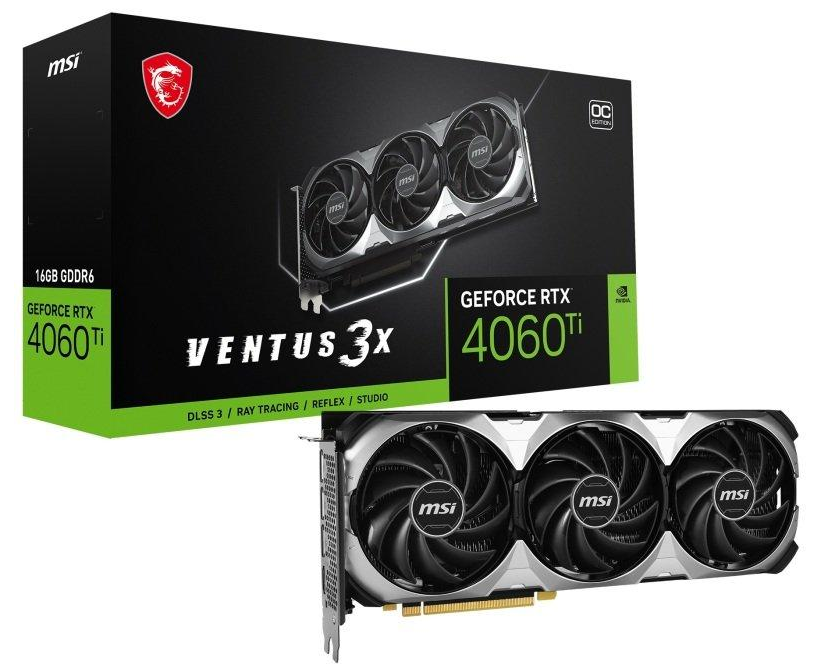 msi
16GB GDDR6
GEFORCE RTX
4060Ti
OC
EDITION
msi
msi
msi
VENTUS 3X
GEFORCE RTX
4060Ti
NVIDIA
DLSS 3 / RAY TRACING / REFLEX / STUDIO
msi
msi
msi